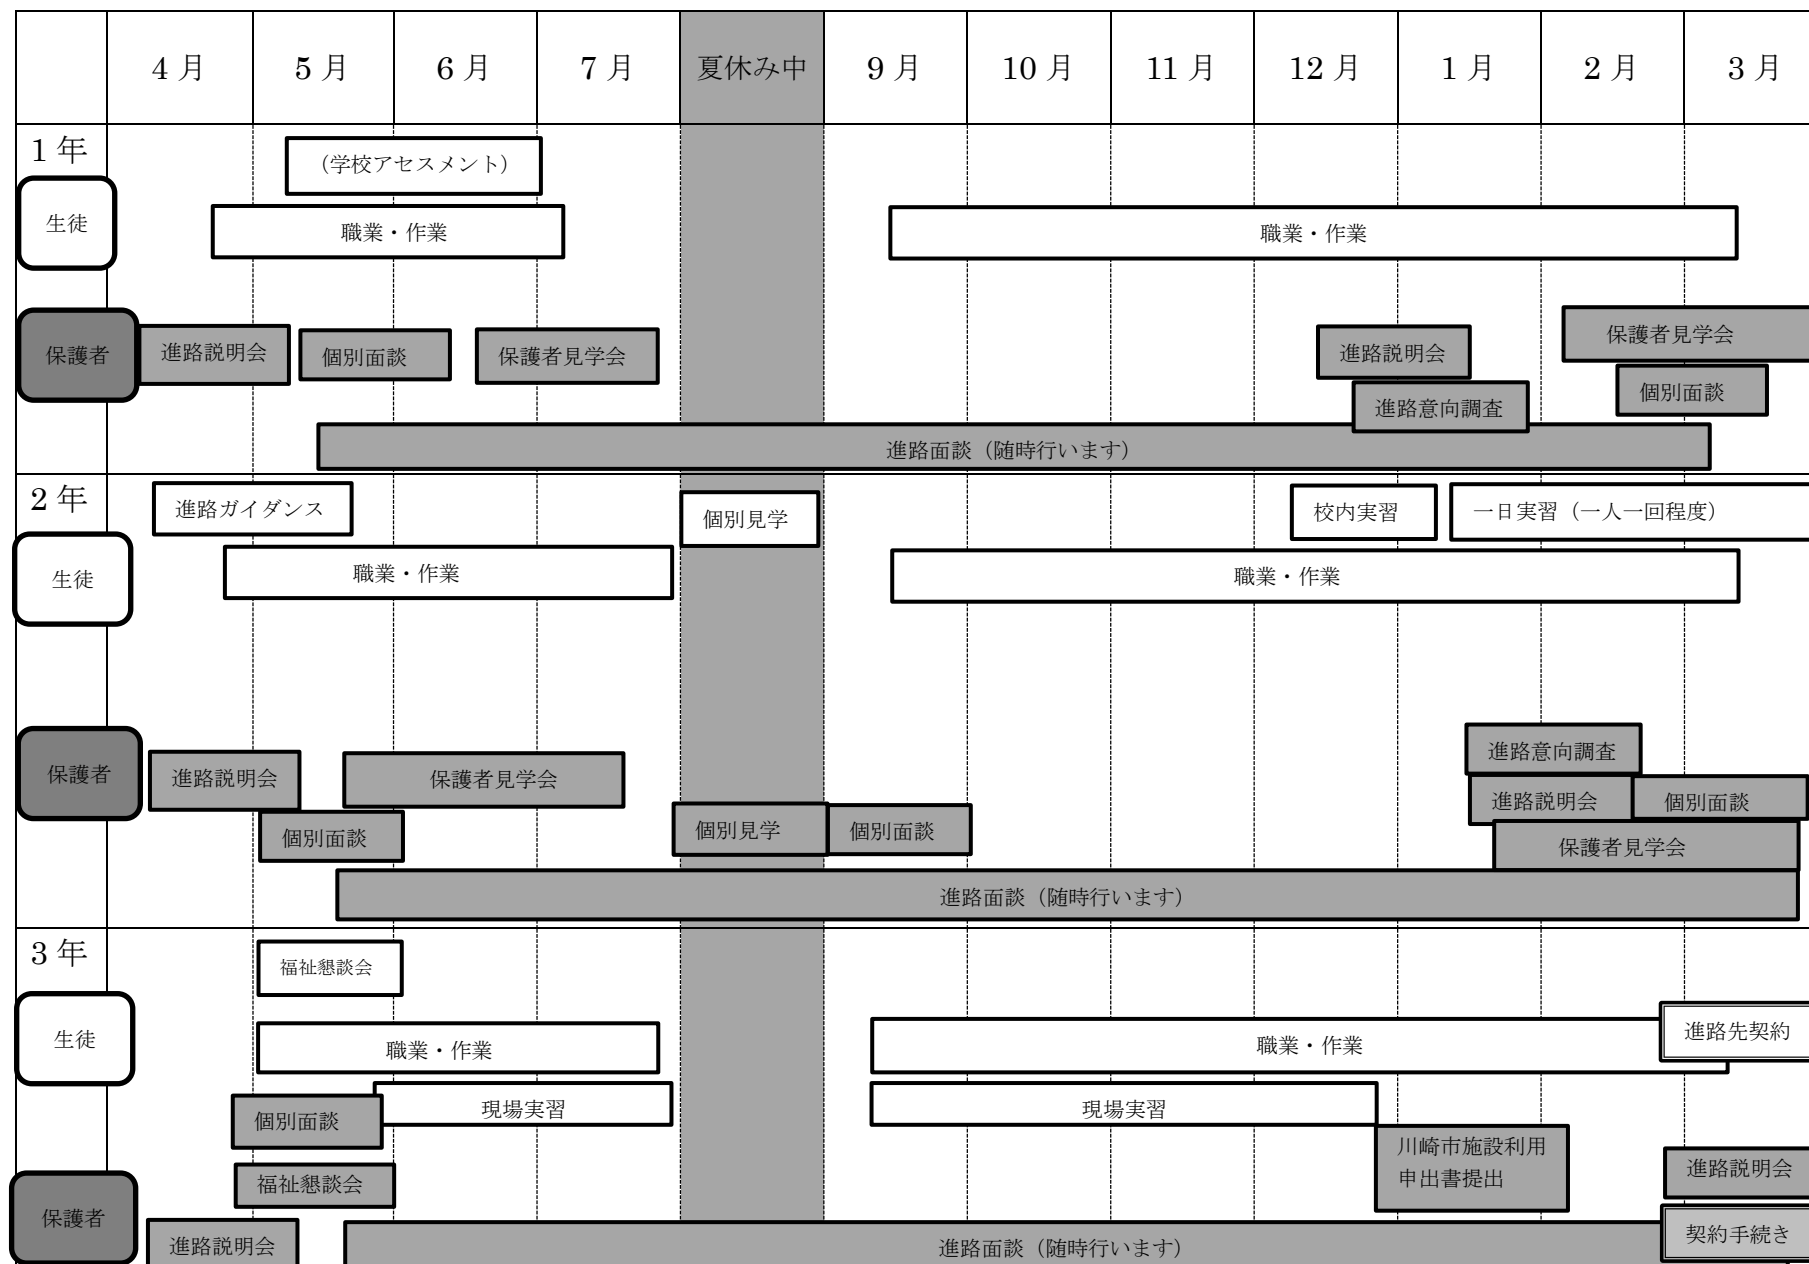 4 月
5 月
6 月
7 月
夏休み中
9 月
10 月
11 月
12 月
1 月
2 月
3 月
1 年
(学校アセスメント)
生徒
職業・作業
職業・作業
保護者
進路説明会
個別面談
保護者見学会
進路説明会
保護者見学会
進路意向調査
個別面談
進路面談（随時行います）
2 年
進路ガイダンス
個別見学
校内実習
一日実習（一人一回程度）
生徒
職業・作業
職業・作業
保護者
進路説明会
保護者見学会
進路意向調査
個別面談
個別見学
個別面談
進路説明会
個別面談
保護者見学会
進路面談（随時行います）
3 年
福祉懇談会
生徒
職業・作業
職業・作業
進路先契約
個別面談
現場実習
現場実習
川崎市施設利用
申出書提出
福祉懇談会
進路説明会
保護者
進路説明会
進路面談（随時行います）
契約手続き